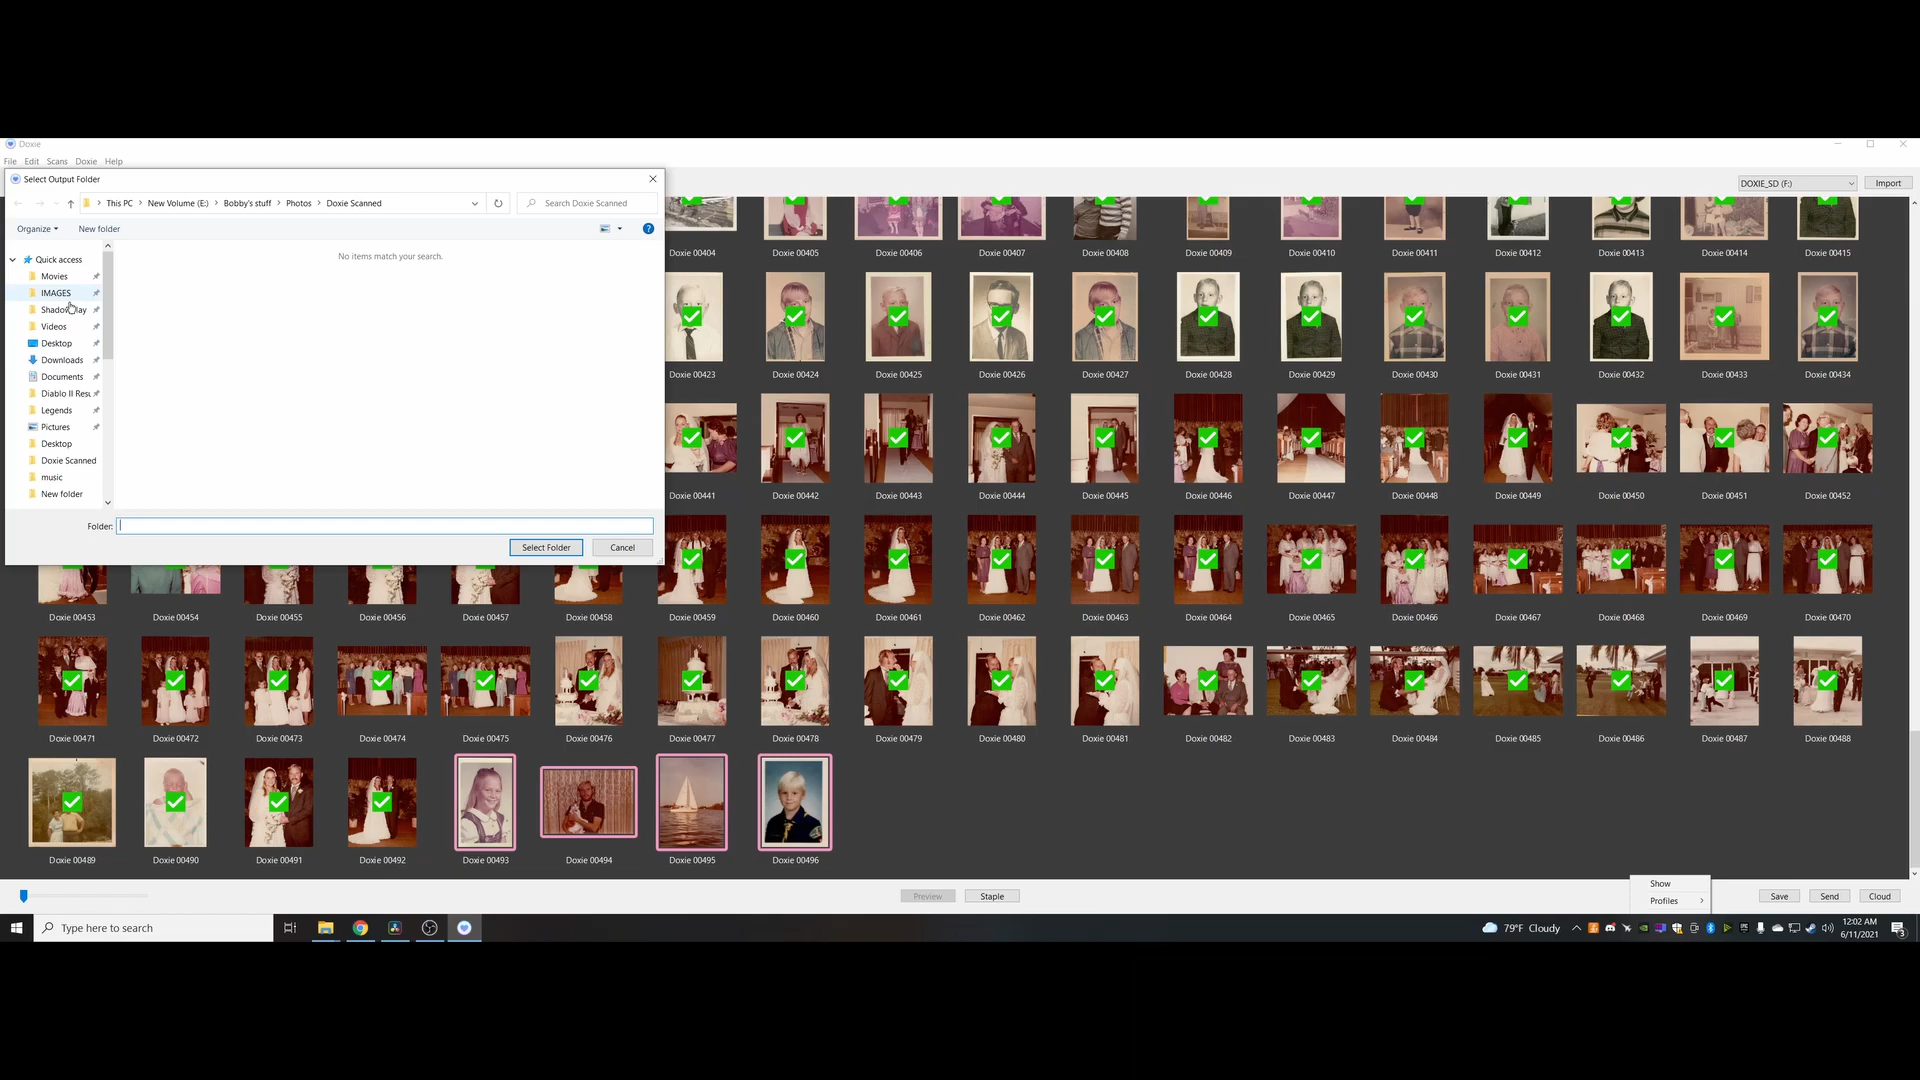 Doxie
File Edit Scans Doxie Help
Select Output Folder
This PC > New Volume (E:) > Bobby's stuff > Photos > Doxie Scanned
Search Doxie Scanned
DOXIE_SD (F:)
Import
Organize
New folder
No items match your search.
Quick access
Movies
IMAGES
Videos
Desktop
Downloads
Documents
Diablo II Resu
Legends
Pictures
Desktop
Doxie Scanned
music
New folder
Folder:
Select Folder
Cancel
Doxie 00404 Doxie 00405 Doxie 00406 Doxie 00407 Doxie 00408 Doxie 00409 Doxie 00410 Doxie 00411 Doxie 00412 Doxie 00413 Doxie 00414 Doxie 00415
Doxie 00423 Doxie 00424 Doxie 00425 Doxie 00426 Doxie 00427 Doxie 00428 Doxie 00429 Doxie 00430 Doxie 00431 Doxie 00432 Doxie 00433 Doxie 00434
Doxie 00441 Doxie 00442 Doxie 00443 Doxie 00444 Doxie 00445 Doxie 00446 Doxie 00447 Doxie 00448 Doxie 00449 Doxie 00450 Doxie 00451 Doxie 00452
Doxie 00453 Doxie 00454 Doxie 00455 Doxie 00456 Doxie 00457 Doxie 00458 Doxie 00459 Doxie 00460 Doxie 00461 Doxie 00462 Doxie 00463 Doxie 00464 Doxie 00465 Doxie 00466 Doxie 00467 Doxie 00468 Doxie 00469 Doxie 00470
Doxie 00471 Doxie 00472 Doxie 00473 Doxie 00474 Doxie 00475 Doxie 00476 Doxie 00477 Doxie 00478 Doxie 00479 Doxie 00480 Doxie 00481 Doxie 00482 Doxie 00483 Doxie 00484 Doxie 00485 Doxie 00486 Doxie 00487 Doxie 00488
Doxie 00489 Doxie 00490 Doxie 00491 Doxie 00492 Doxie 00493 Doxie 00494 Doxie 00495 Doxie 00496
Show
Profiles
Preview Staple Save Send Cloud
Type here to search
79°F Cloudy
12:02 AM
6/11/2021
3